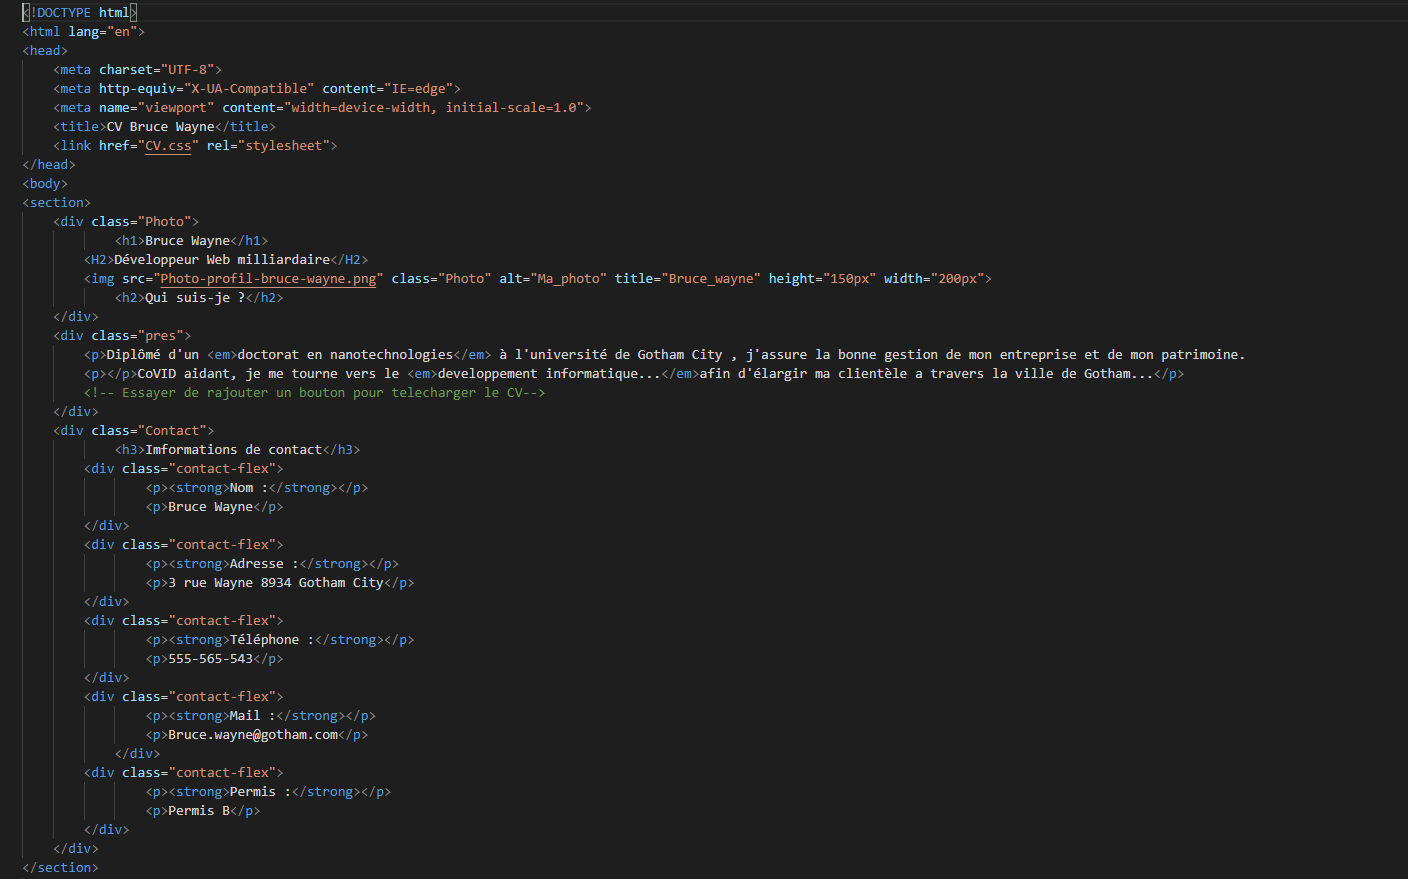 <!DOCTYPE html>
<html lang="en">
<head>
    <meta charset="UTF-8">
    <meta http-equiv="X-UA-Compatible" content="IE=edge">
    <meta name="viewport" content="width=device-width, initial-scale=1.0">
    <title>CV Bruce Wayne</title>
    <link href="CV.css" rel="stylesheet">
</head>
<body>
<section>
    <div class="Photo">
            <h1>Bruce Wayne</h1>
        <H2>Développeur Web milliardaire</H2>
        <img src="Photo-profil-bruce-wayne.png" class="Photo" alt="Ma_photo" title="Bruce_wayne" height="150px" width="200px">
            <h2>Qui suis-je ?</h2>
    </div>
    <div class="pres">
        <p>Diplômé d'un <em>doctorat en nanotechnologies</em> à l'université de Gotham City , j'assure la bonne gestion de mon entreprise et de mon patrimoine.
        <p></p>CoVID aidant, je me tourne vers le <em>developpement informatique...</em>afin d'élargir ma clientèle a travers la ville de Gotham...</p>
        <!-- Essayer de rajouter un bouton pour telecharger le CV-->
    </div>
    <div class="Contact">
            <h3>Imformations de contact</h3>
        <div class="contact-flex">
                <p><strong>Nom :</strong></p>
                <p>Bruce Wayne</p>
        </div>
        <div class="contact-flex">
                <p><strong>Adresse :</strong></p>
                <p>3 rue Wayne 8934 Gotham City</p>
        </div>
        <div class="contact-flex">
                <p><strong>Téléphone :</strong></p>
                <p>555-565-543</p>
        </div>
        <div class="contact-flex">
                <p><strong>Mail :</strong></p>
                <p>Bruce.wayne@gotham.com</p>
            </div>
        <div class="contact-flex">
                <p><strong>Permis :</strong></p>
                <p>Permis B</p>
        </div>
    </div>
</section>